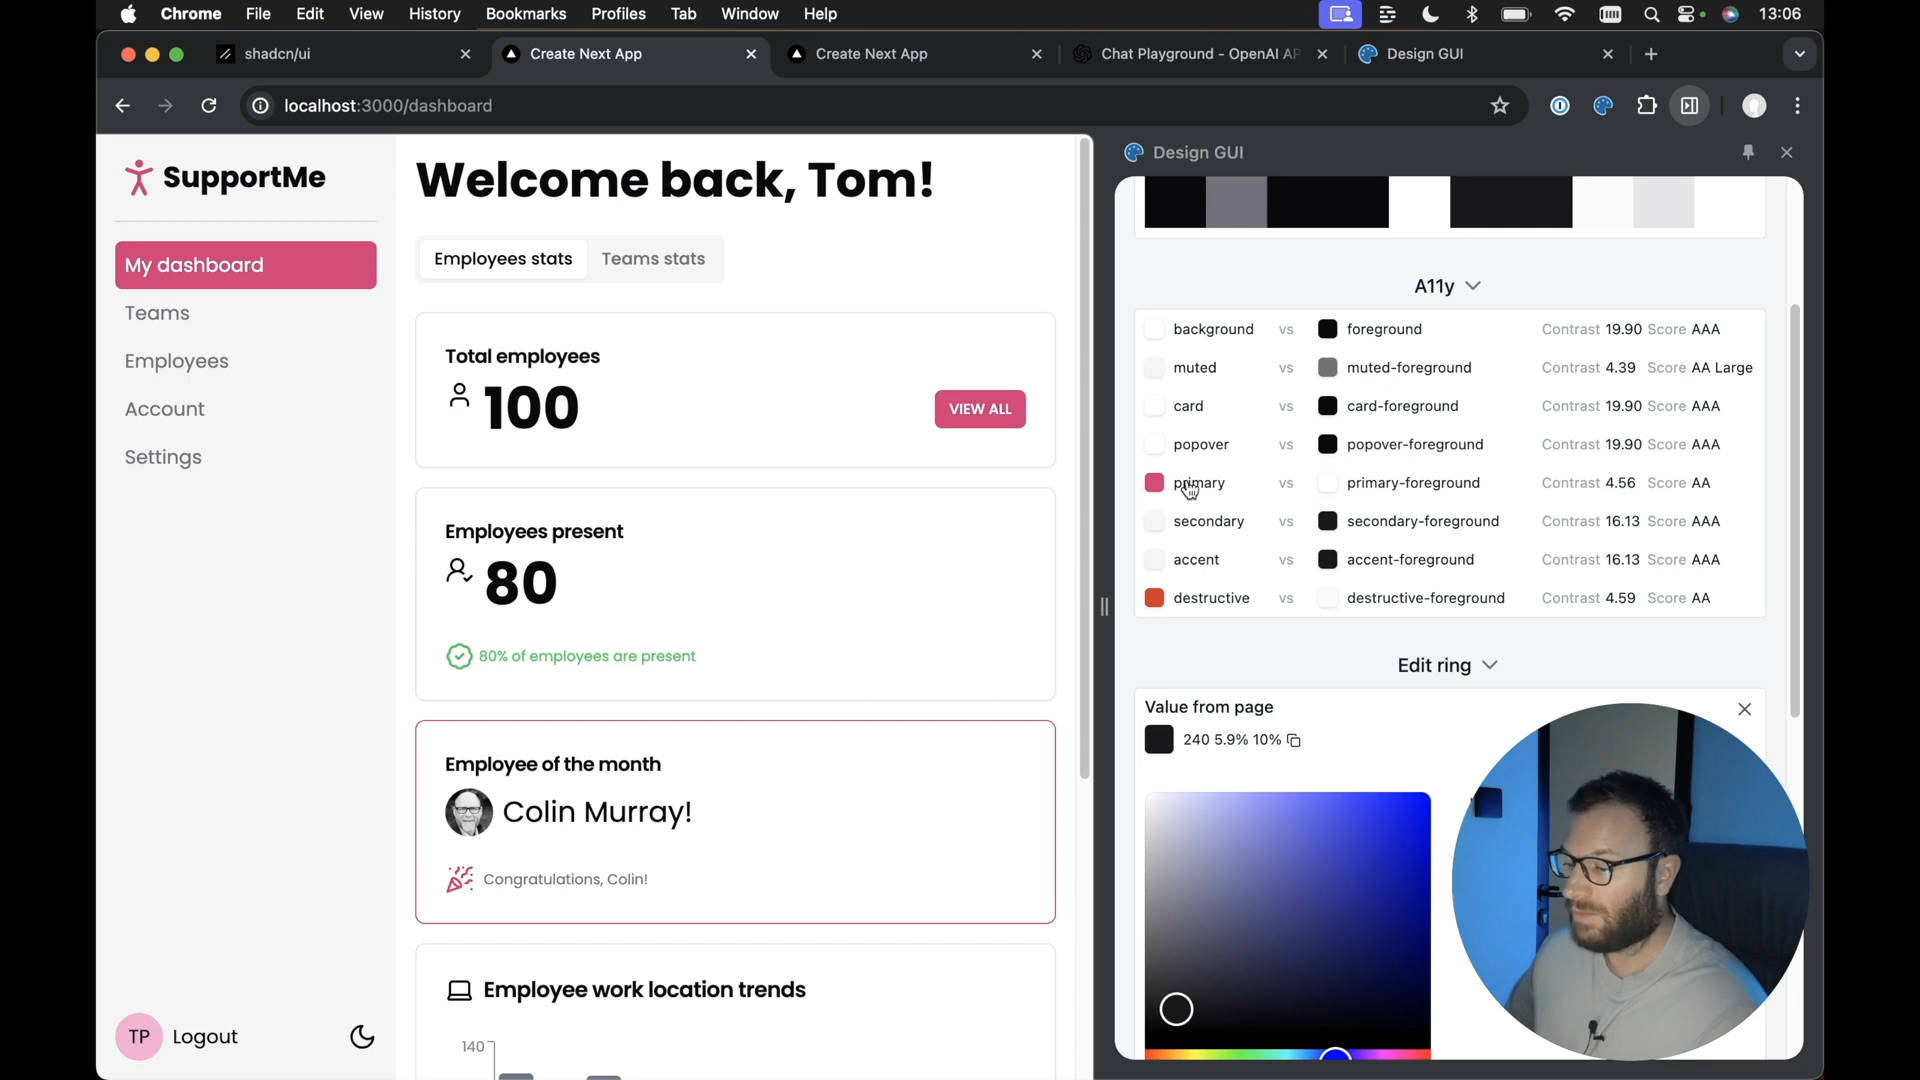 Chrome File Edit View History Bookmarks Profiles Tab Window Help 13:06
shadcn/ui Create Next App Create Next App Chat Playground - OpenAI AP Design GUI
localhost:3000/dashboard
SupportMe
My dashboard
Teams
Employees
Account
Settings
TP Logout
Welcome back, Tom!
Employees stats Teams stats
Total employees
100
VIEW ALL
Employees present
80
80% of employees are present
Employee of the month
Colin Murray!
Congratulations, Colin!
Employee work location trends
140
Design GUI
A11y
background vs foreground Contrast 19.90 Score AAA
muted vs muted-foreground Contrast 4.39 Score AA Large
card vs card-foreground Contrast 19.90 Score AAA
popover vs popover-foreground Contrast 19.90 Score AAA
primary vs primary-foreground Contrast 4.56 Score AA
secondary vs secondary-foreground Contrast 16.13 Score AAA
accent vs accent-foreground Contrast 16.13 Score AAA
destructive vs destructive-foreground Contrast 4.59 Score AA
Edit ring
Value from page
240 5.9% 10%